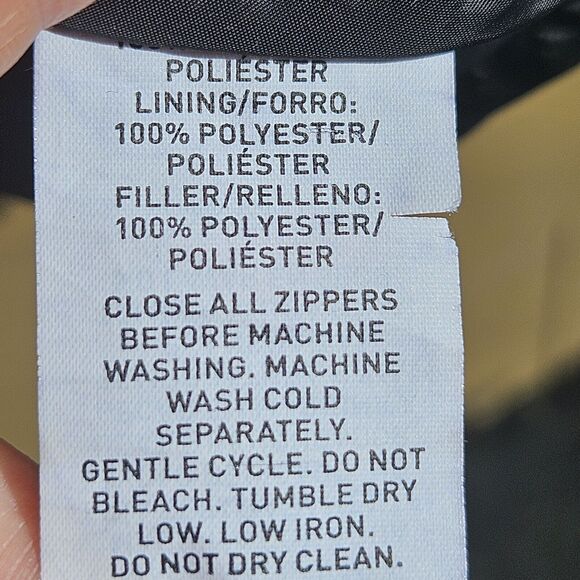 POLIÉSTER
LINING/FORRO:
100% POLYESTER/
POLIÉSTER
FILLER/RELLENO:
100% POLYESTER/
POLIÉSTER
CLOSE ALL ZIPPERS
BEFORE MACHINE
WASHING. MACHINE
WASH COLD
SEPARATELY.
GENTLE CYCLE. DO NOT
BLEACH. TUMBLE DRY
LOW. LOW IRON.
DO NOT DRY CLEAN.